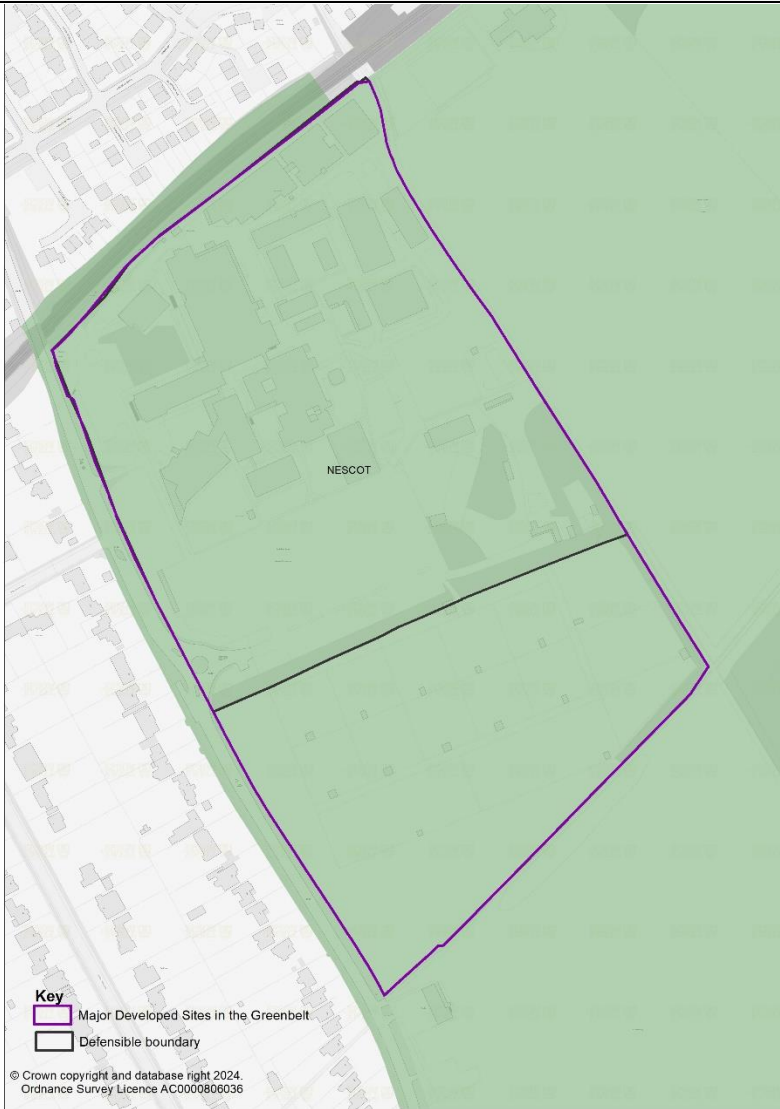 NESCOT
Key
Major Developed Sites in the Greenbelt
Defensible boundary
© Crown copyright and database right 2024.
Ordnance Survey Licence AC0000806036